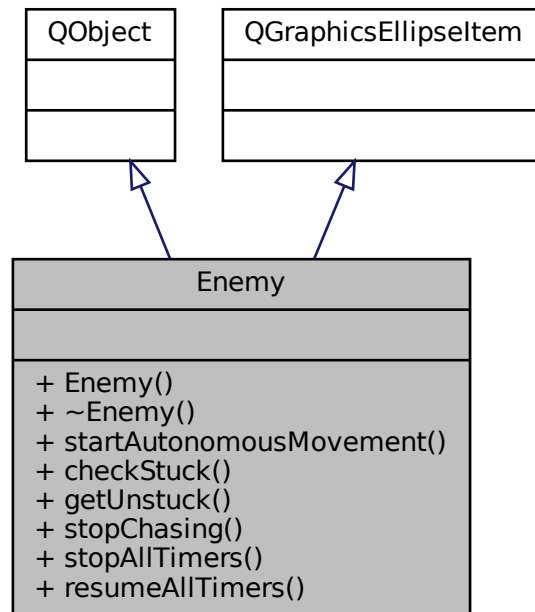 QObject
QGraphicsEllipseItem
Enemy
+ Enemy()
+ ~Enemy()
+ startAutonomousMovement()
+ checkStuck()
+ getUnstuck()
+ stopChasing()
+ stopAllTimers()
+ resumeAllTimers()